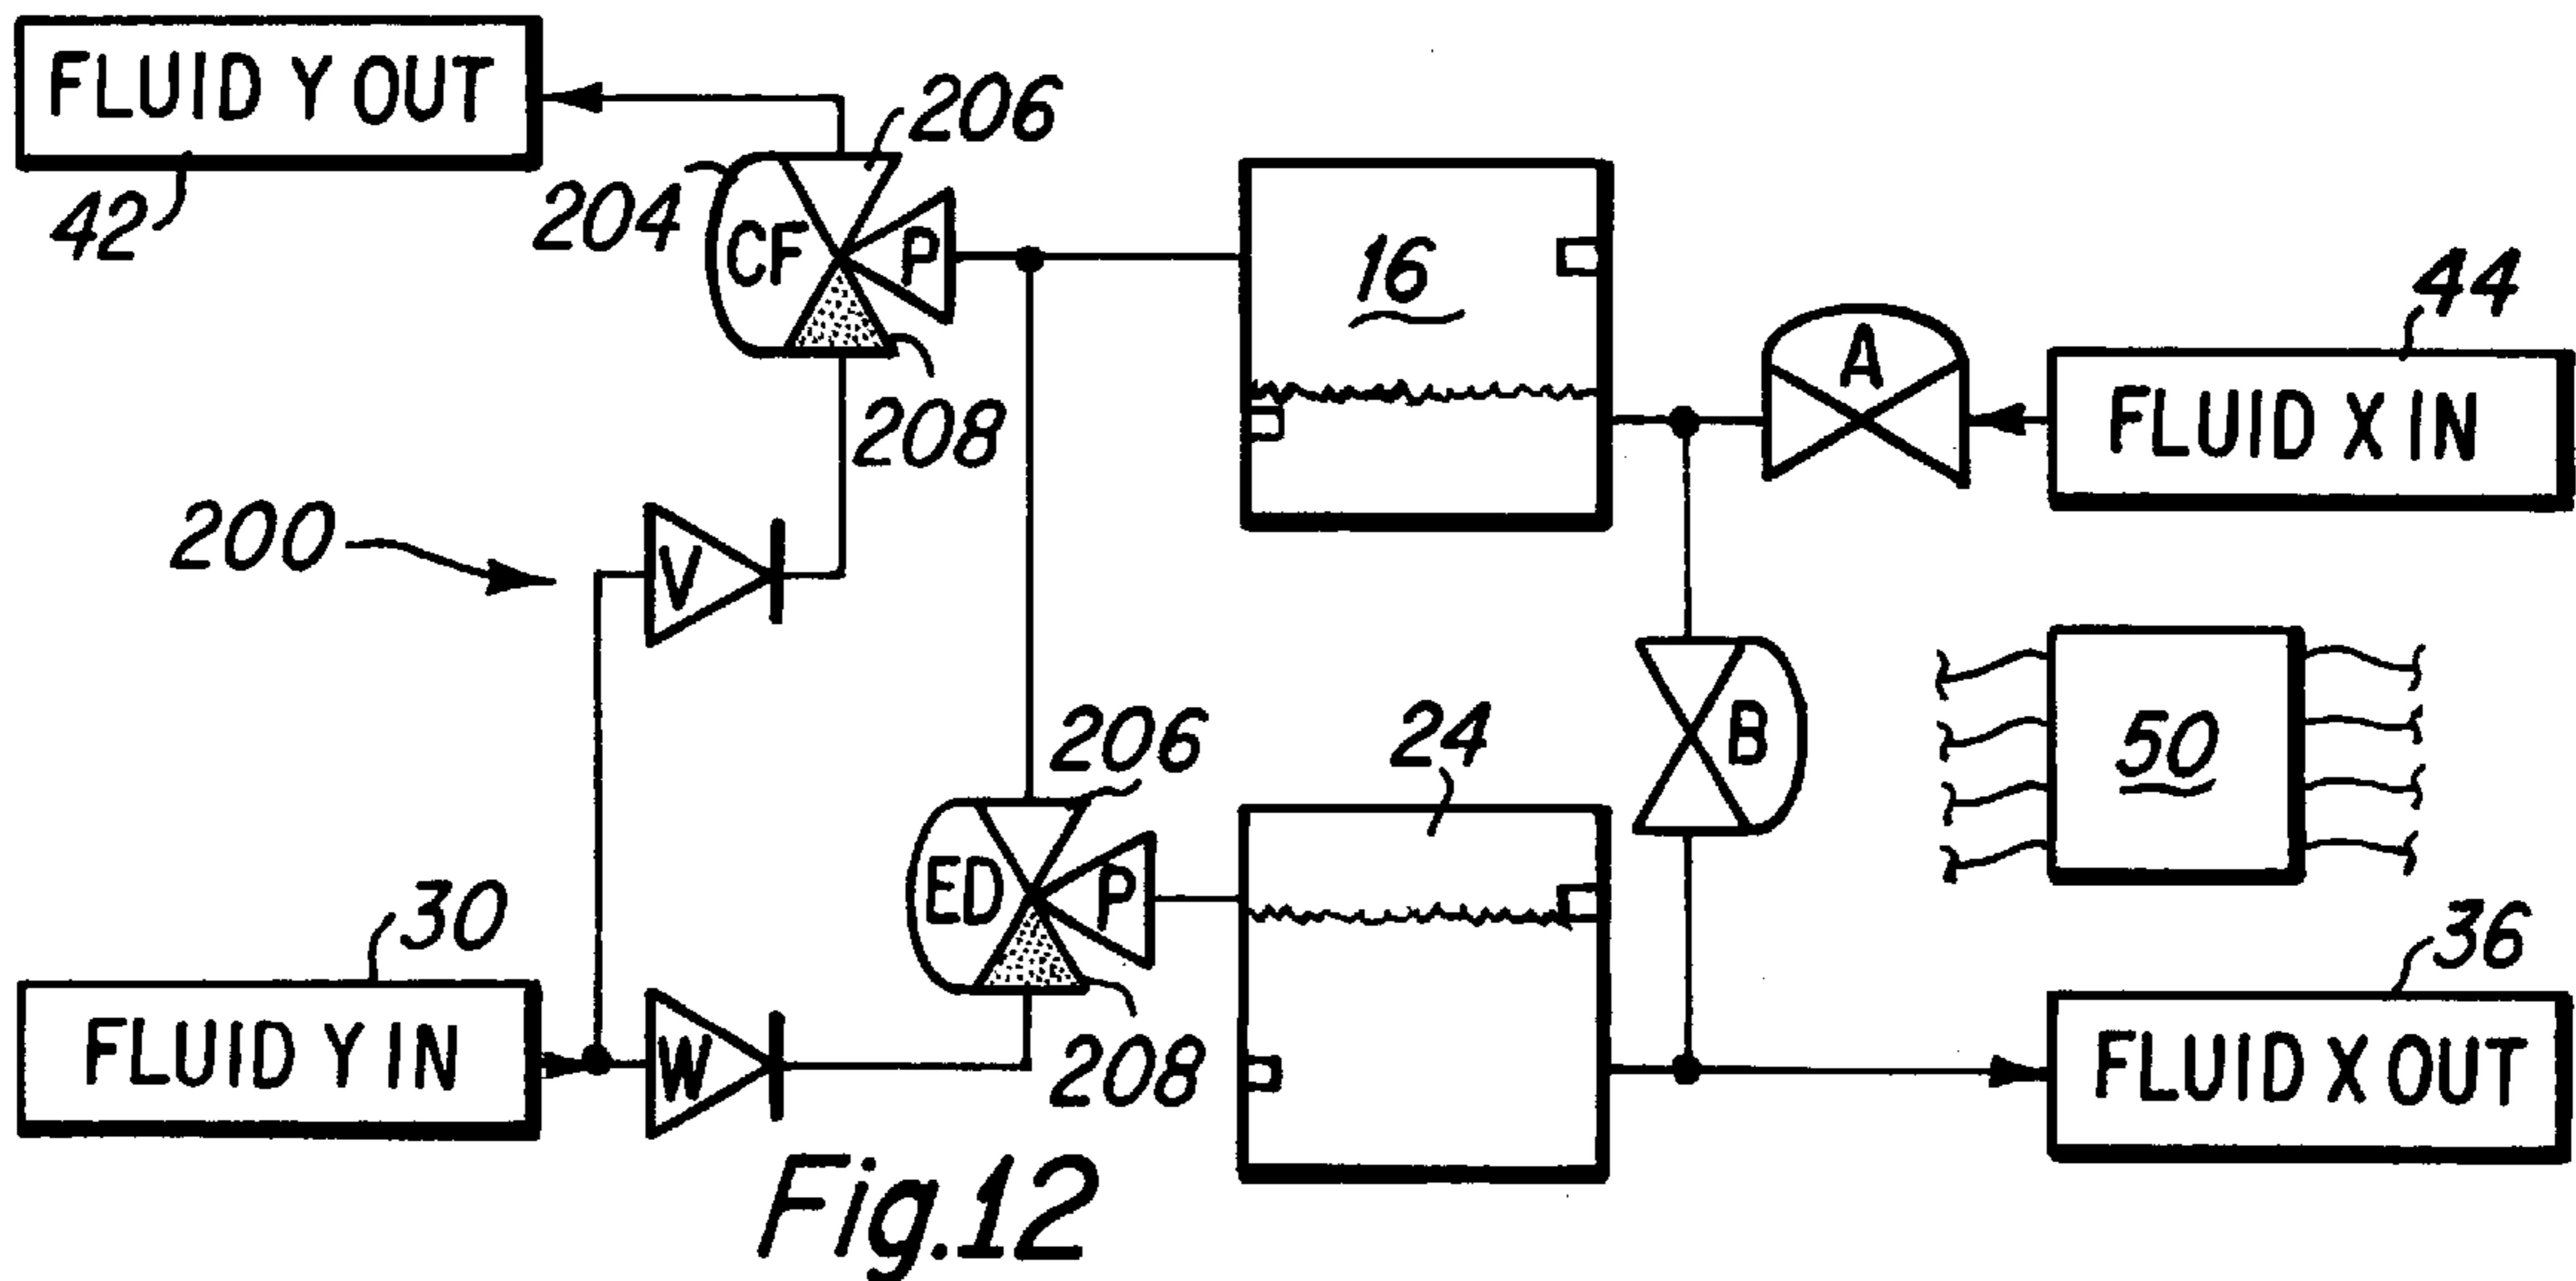 FLUID Y OUT
42
204
206
CF
P
208
16
44
A
FLUID X IN
200
V
B
50
206
24
ED
P
208
30
FLUID Y IN
W
36
FLUID X OUT
Fig.12